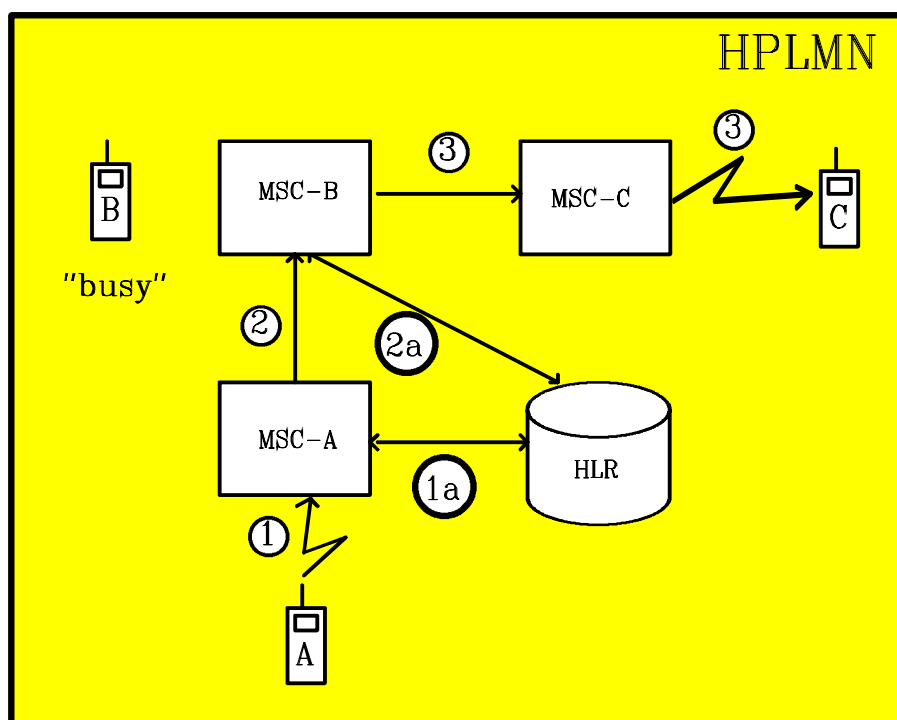 HPLMN
3
3
MSC-B
MSC-C
B
C
"busy"
2
2a
MSC-A
HLR
1a
1
A